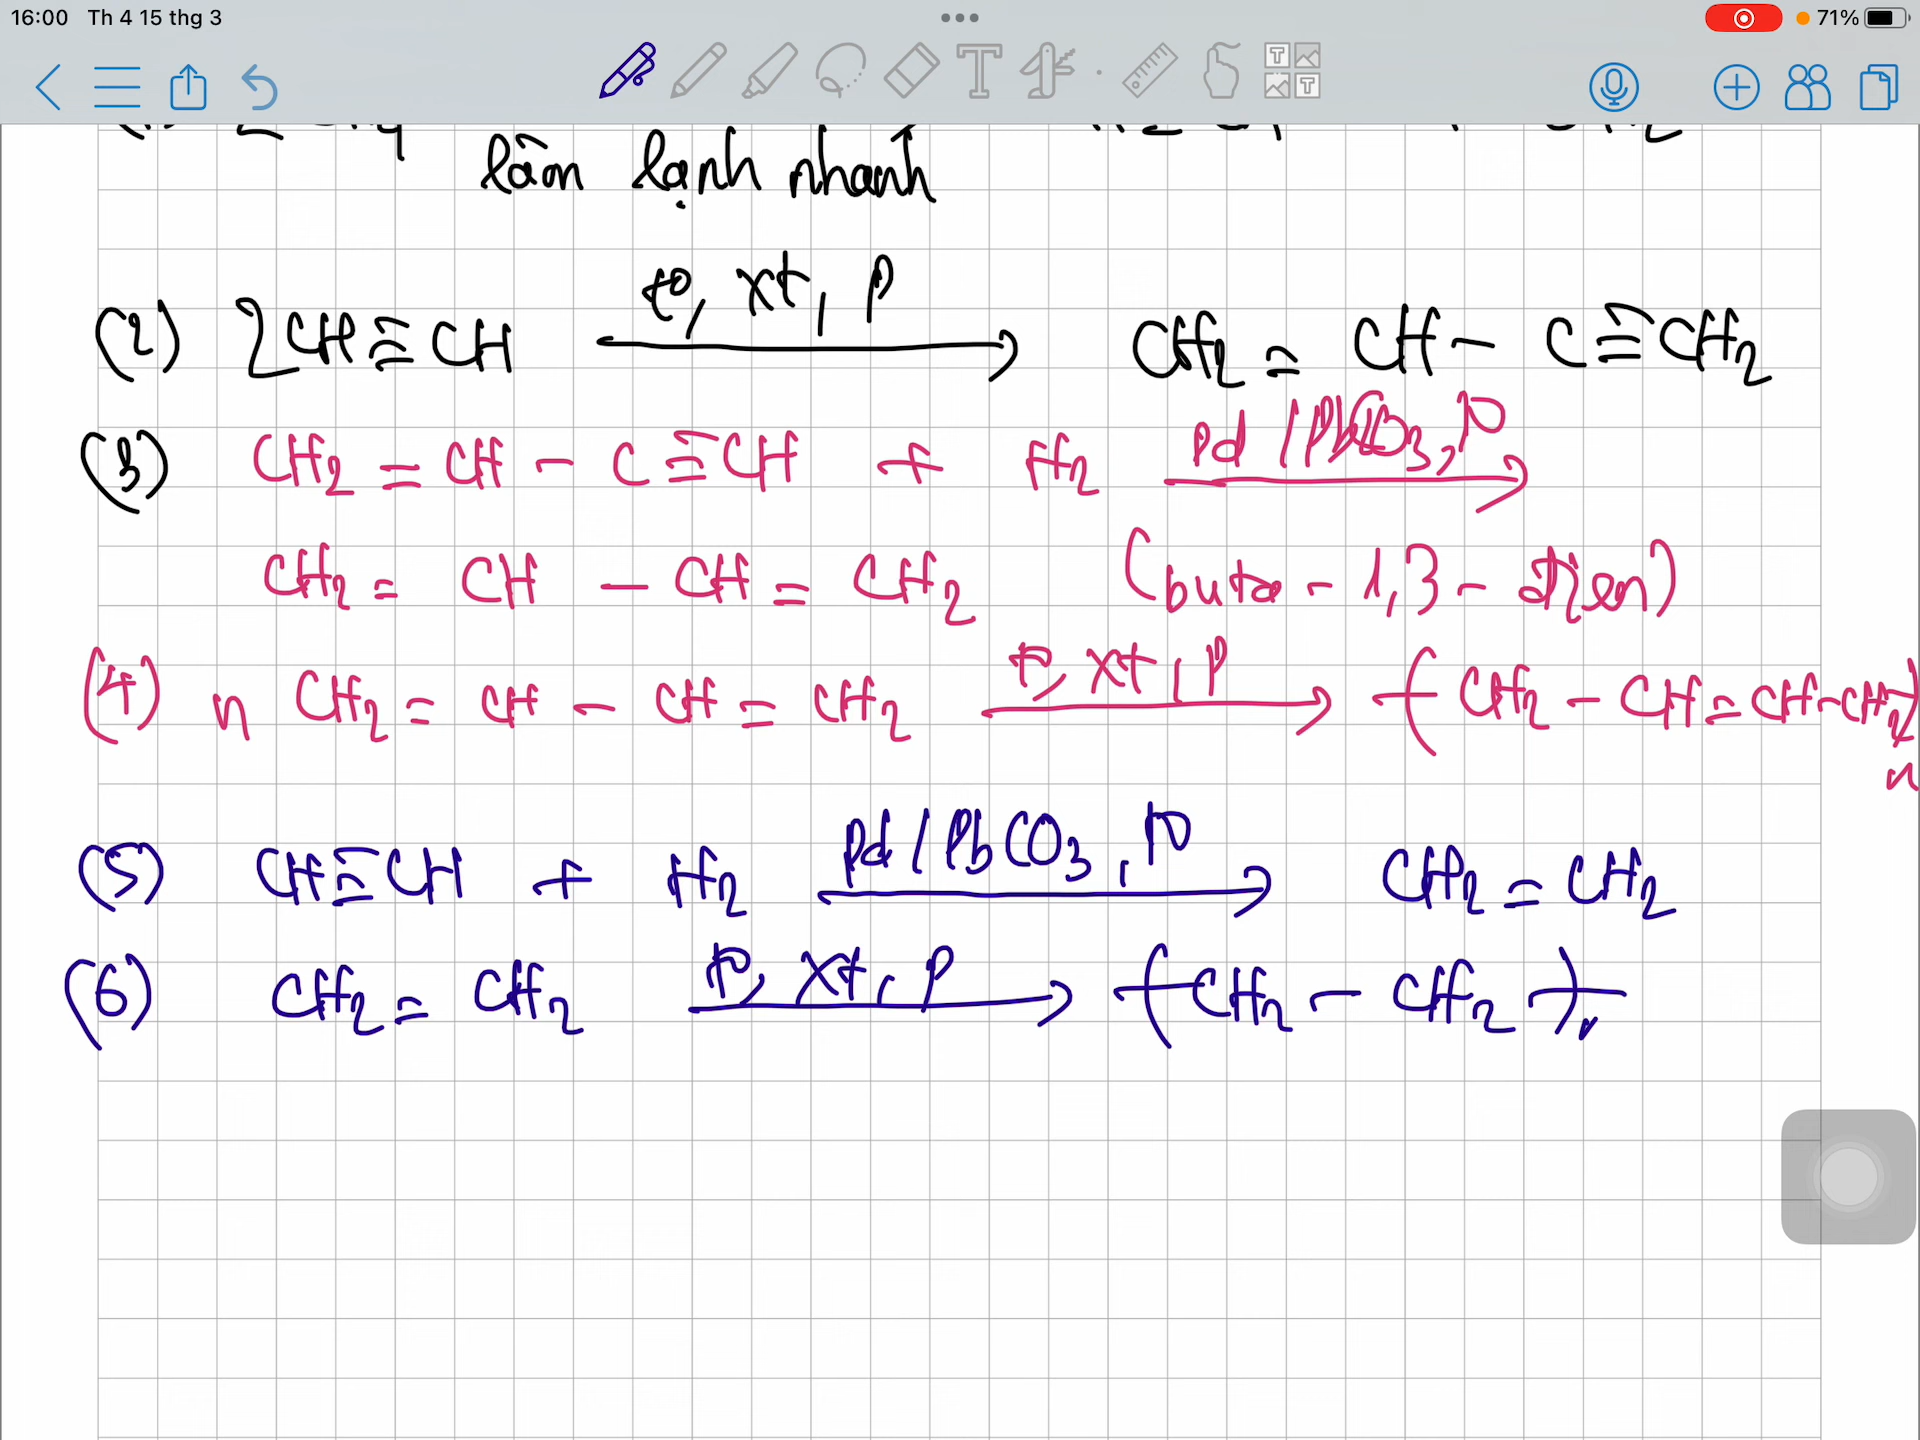 16:00 Th 4 15 thg 3
71%
làm lạnh nhanh
(2) 2CH≡CH t°, xt, p → CH₂=CH-C≡CH₂
(3) CH₂=CH-C≡CH + H₂ Pd/PbCO₃, t° →
CH₂=CH-CH=CH₂ (buta-1,3-đien)
(4) n CH₂=CH-CH=CH₂ t°, xt, p → (CH₂-CH=CH-CH₂)n
(5) CH≡CH + H₂ Pd/PbCO₃, t° → CH₂=CH₂
(6) CH₂=CH₂ t°, xt, p → (CH₂-CH₂)n